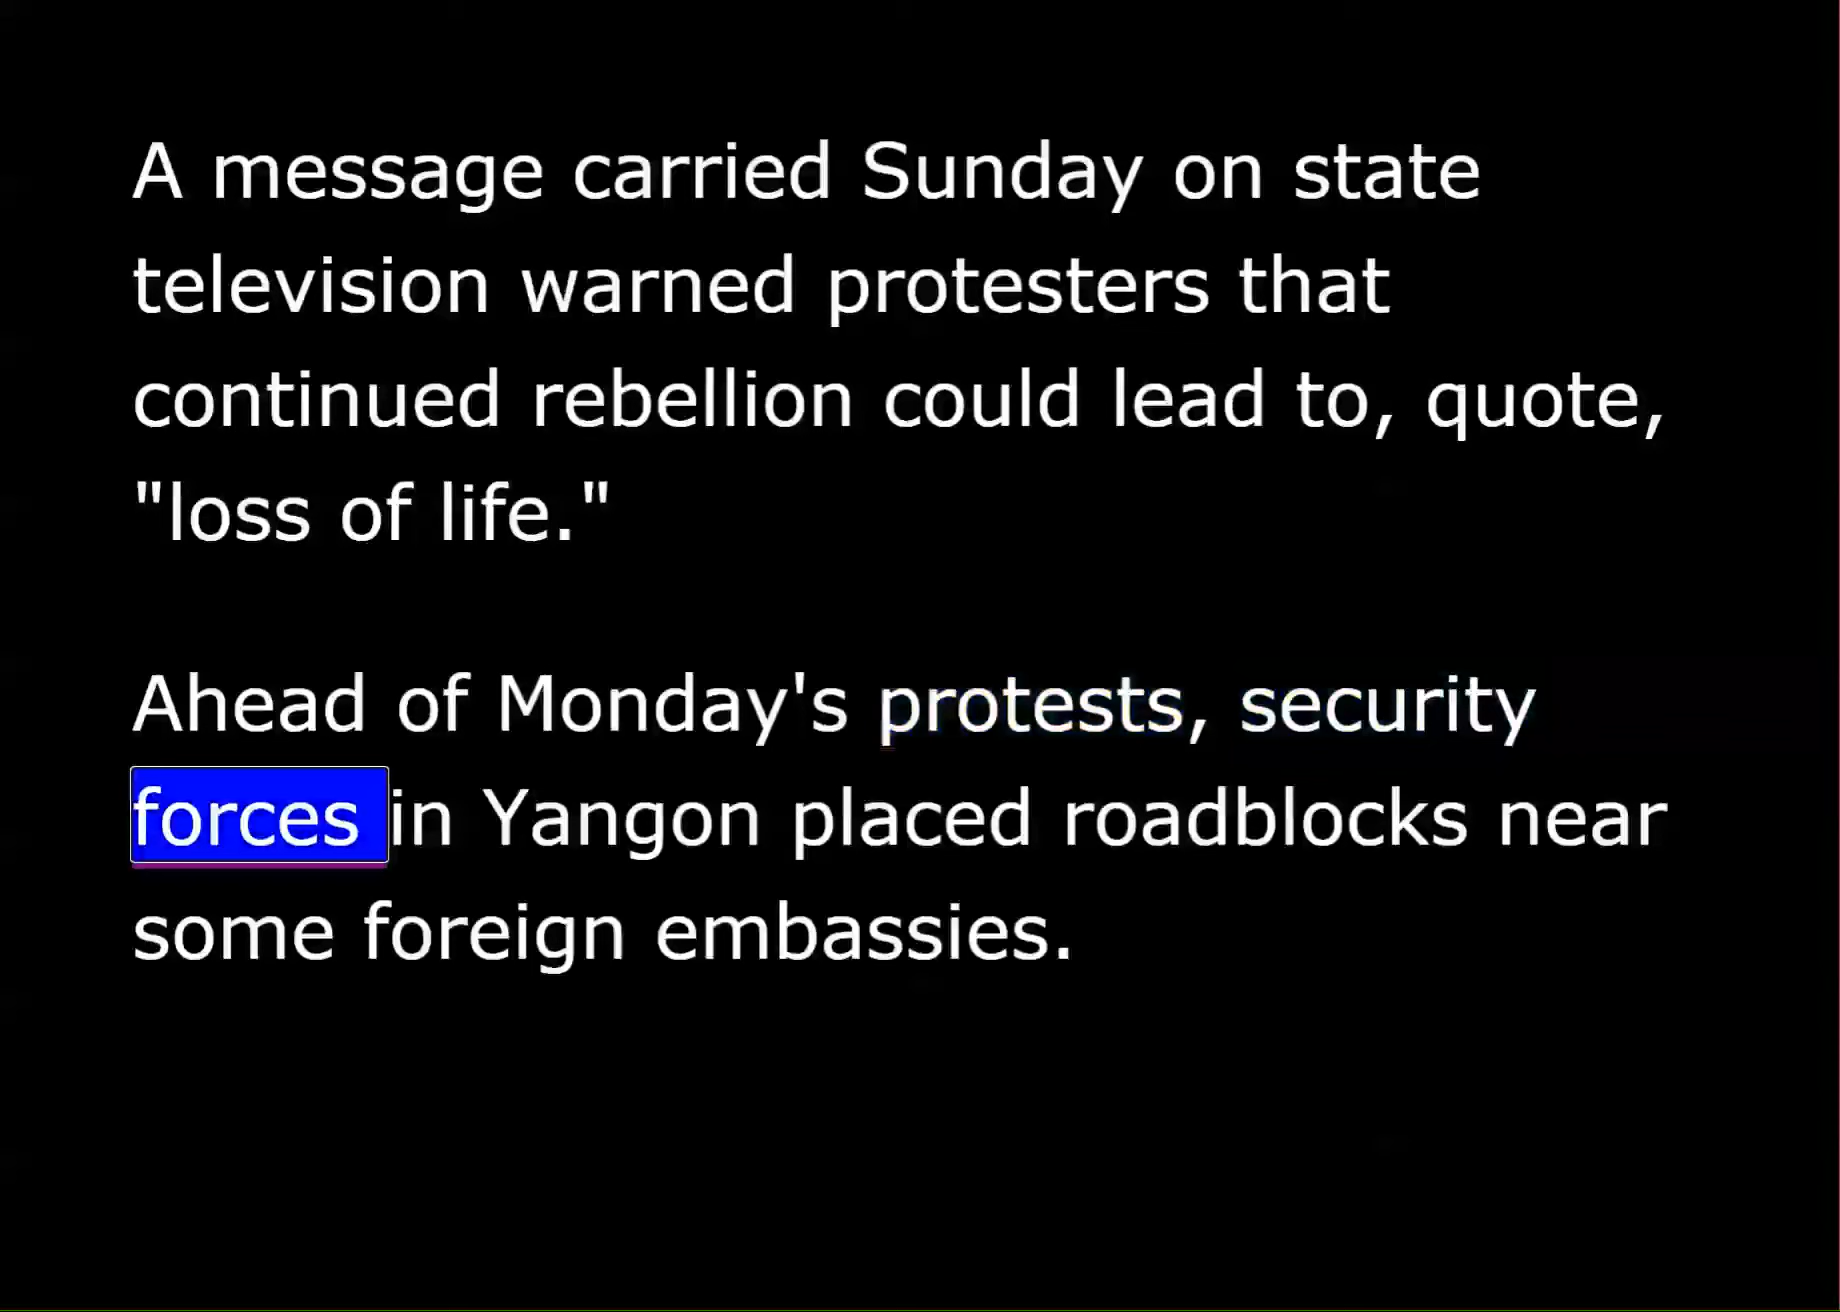 A message carried Sunday on state
television warned protesters that
continued rebellion could lead to, quote,
"loss of life."
Ahead of Monday's protests, security
forces in Yangon placed roadblocks near
some foreign embassies.